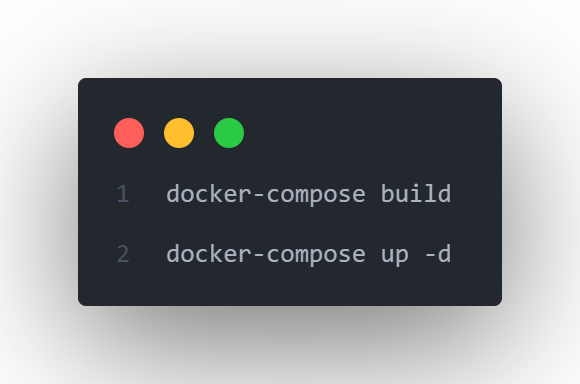 1 docker-compose build
2 docker-compose up -d